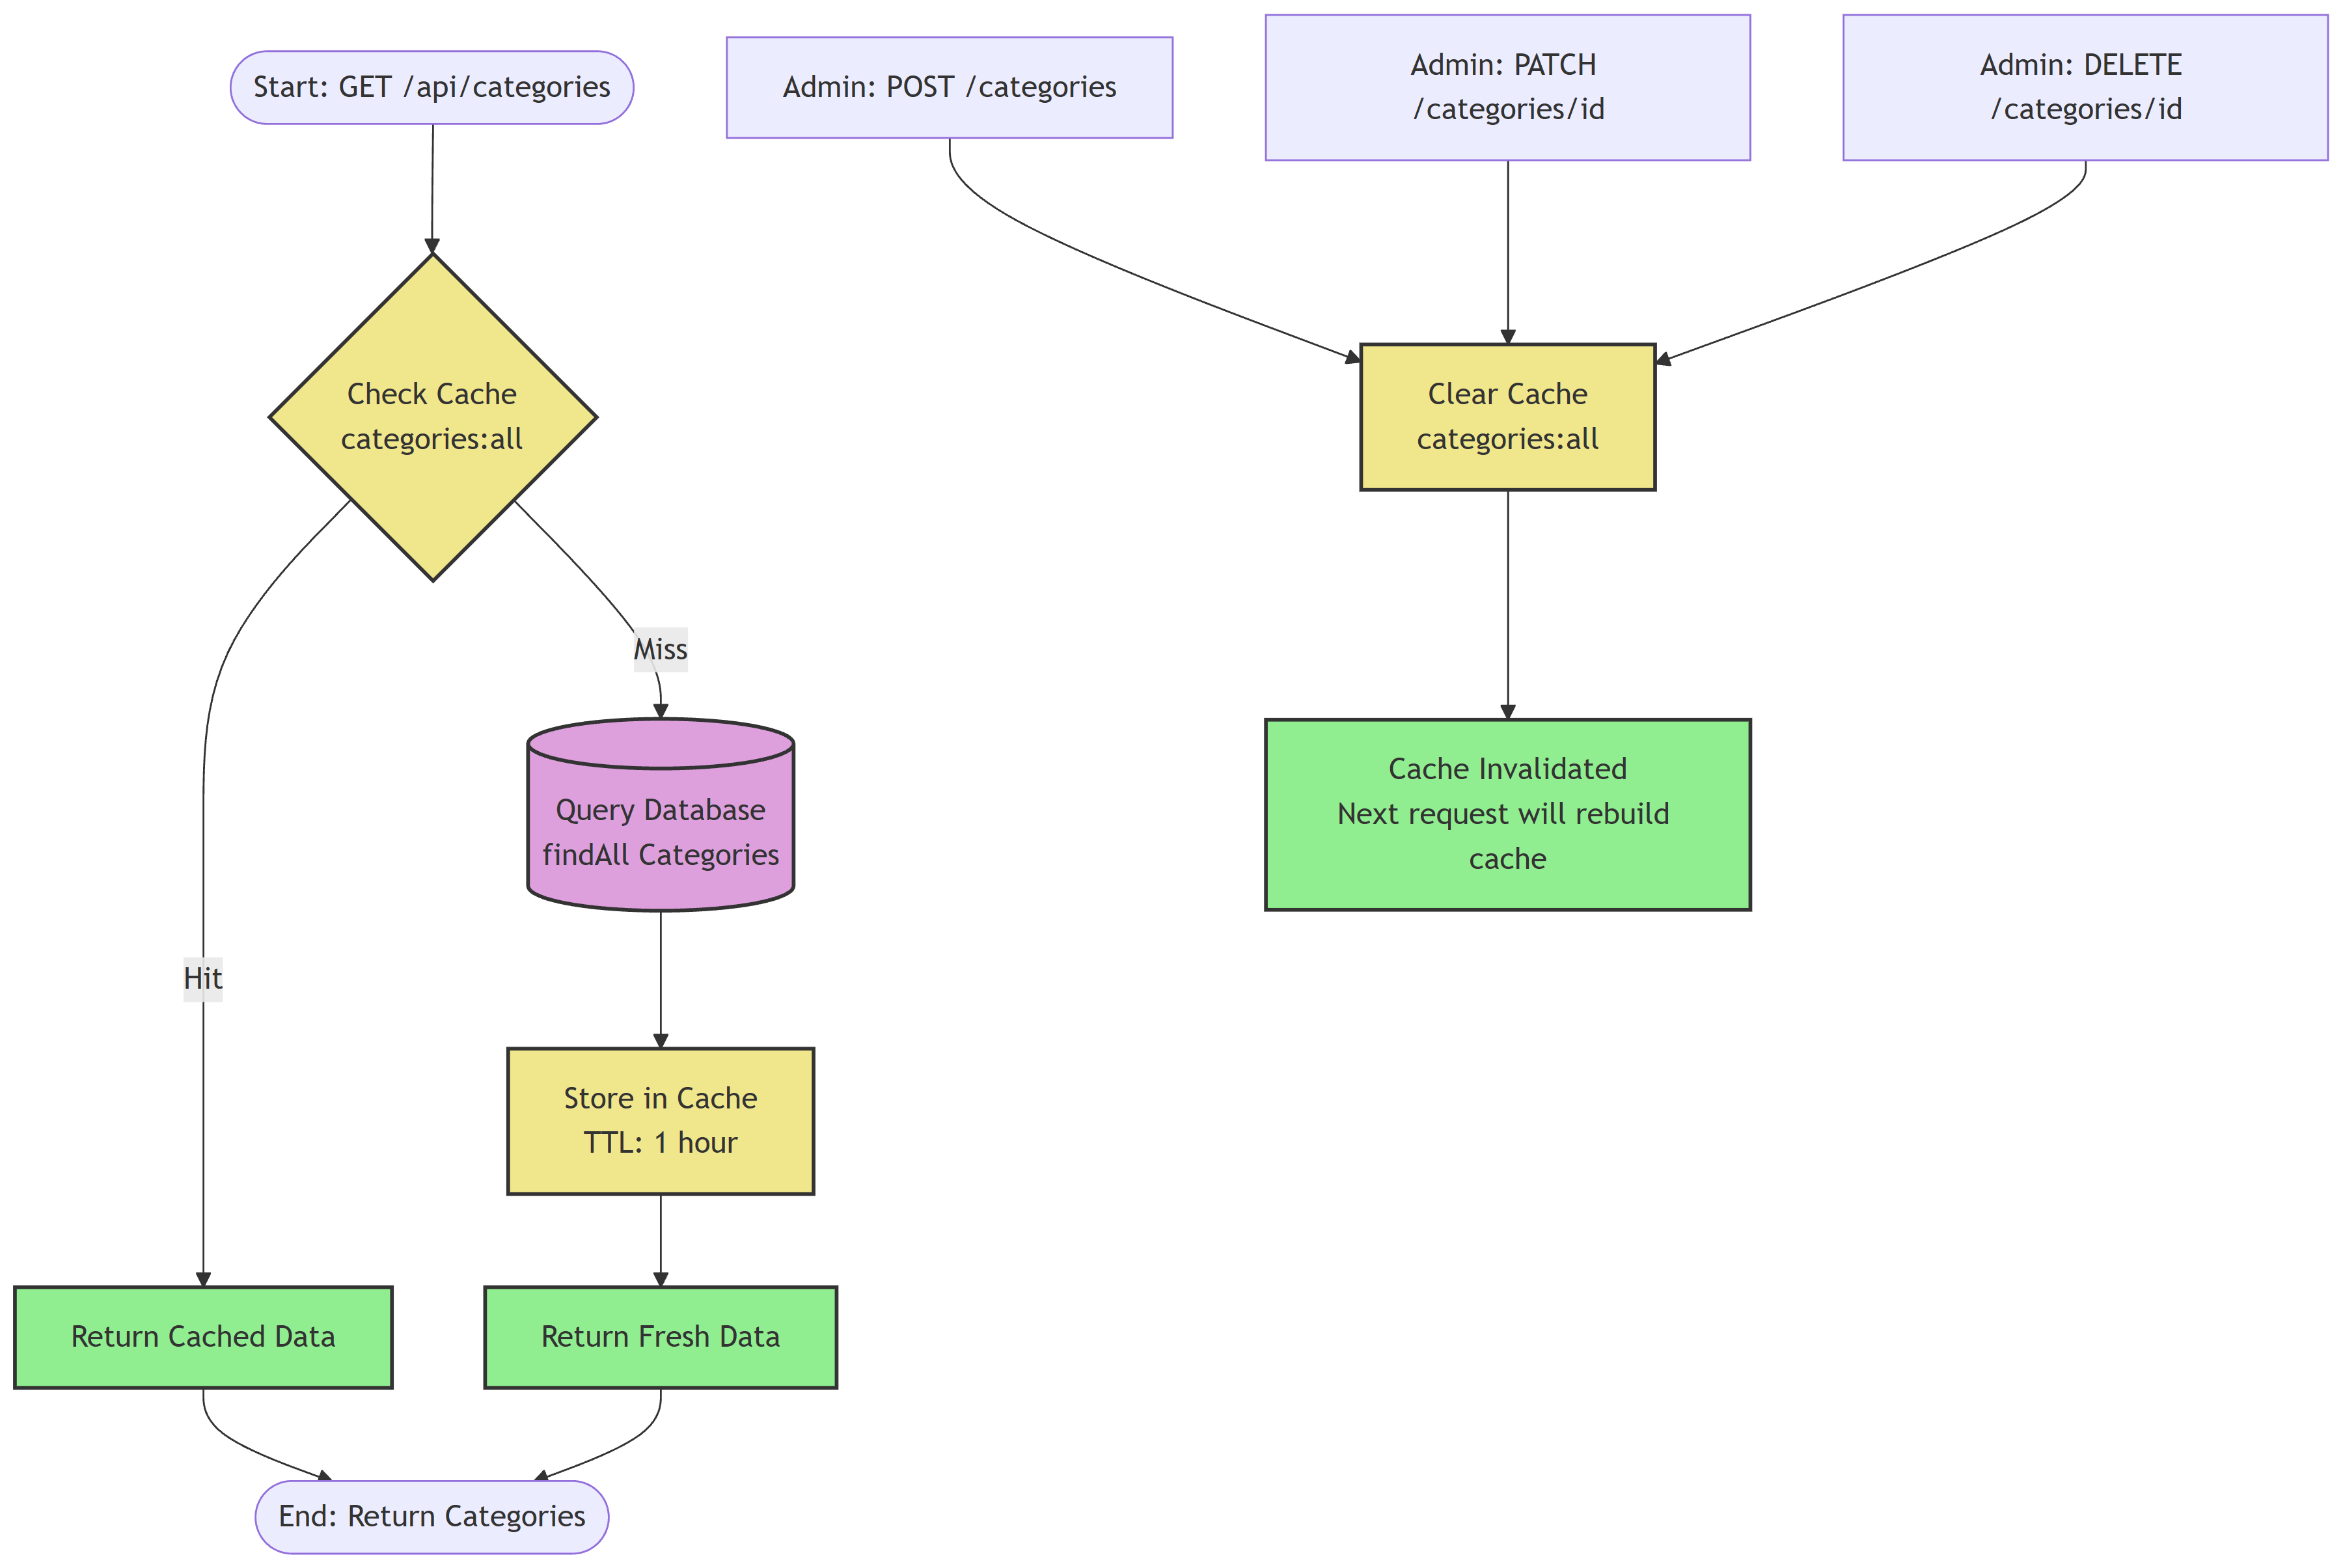 Start: GET /api/categories
Admin: POST /categories
Admin: PATCH
/categories/id
Admin: DELETE
/categories/id
Check Cache
categories:all
Clear Cache
categories:all
Miss
Query Database
findAll Categories
Cache Invalidated
Next request will rebuild
cache
Hit
Store in Cache
TTL: 1 hour
Return Cached Data
Return Fresh Data
End: Return Categories